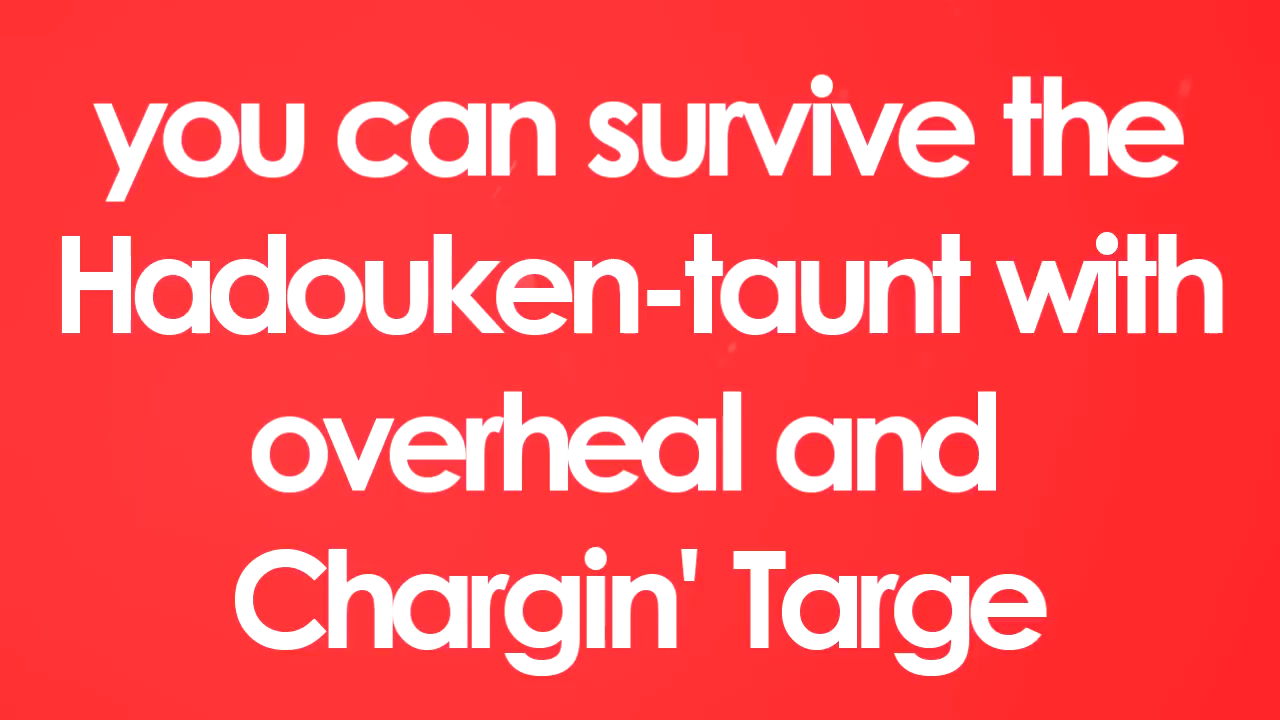 you can survive the
Hadouken-taunt with
overheal and
Chargin' Targe